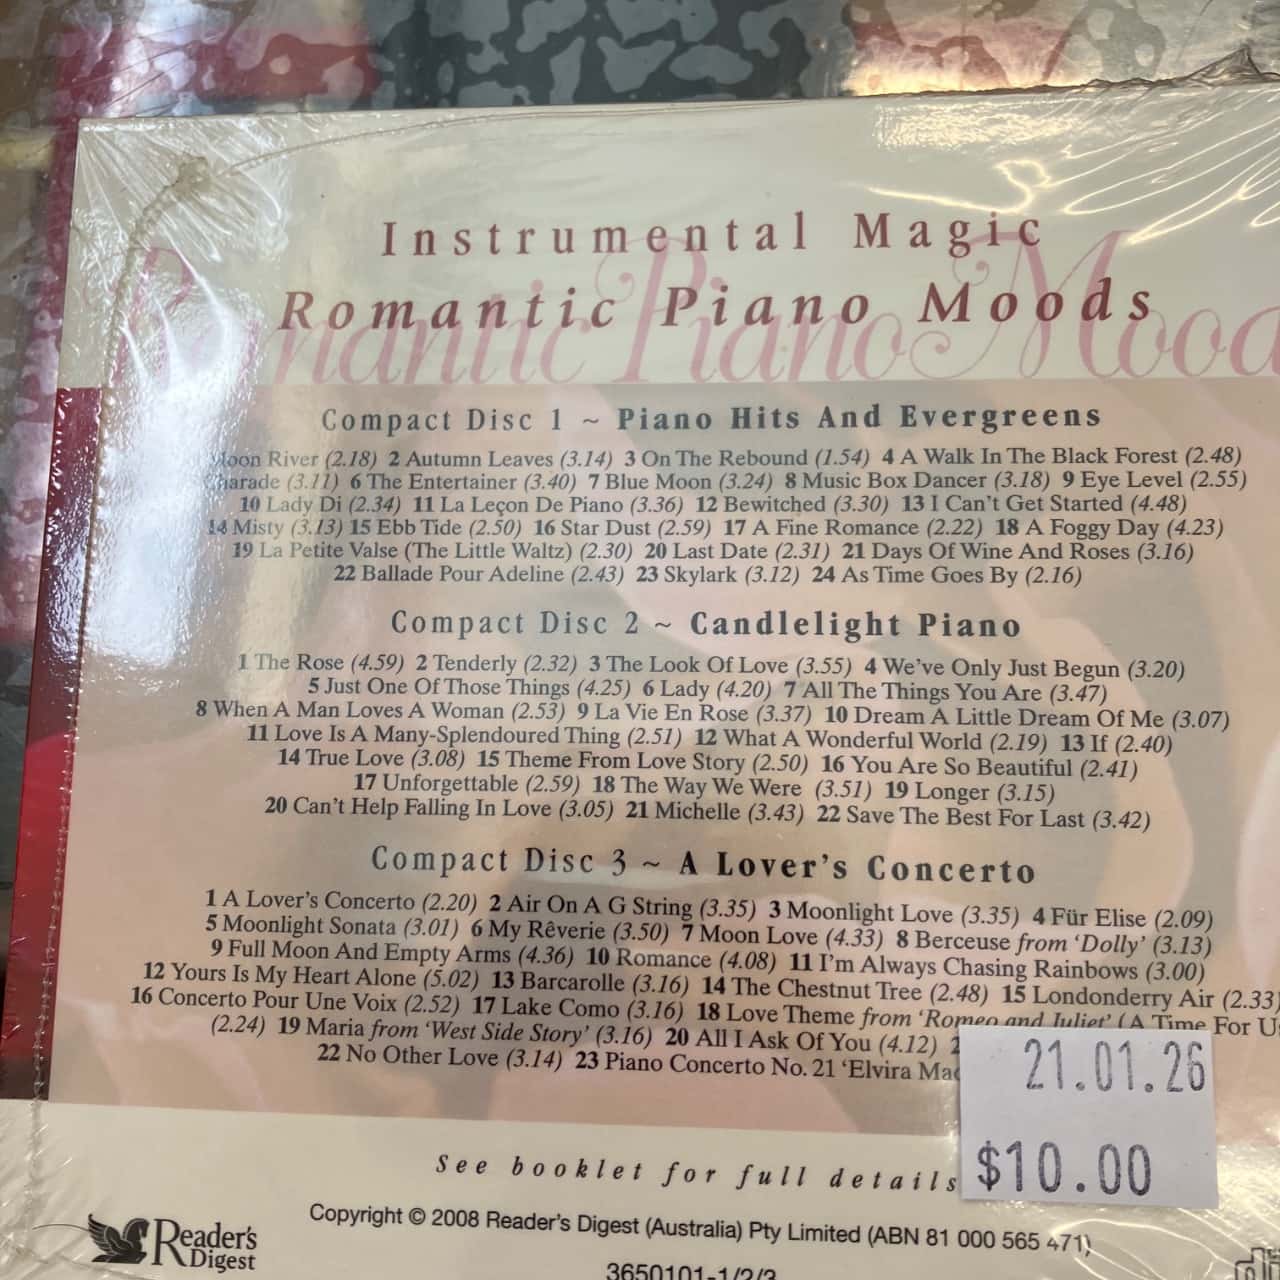 Instrumental Magic
Romantic Piano Moods
Romantic Piano Mood
Compact Disc 1 ~ Piano Hits And Evergreens
Moon River (2.18) 2 Autumn Leaves (3.14) 3 On The Rebound (1.54) 4 A Walk In The Black Forest (2.48)
Charade (3.11) 6 The Entertainer (3.40) 7 Blue Moon (3.24) 8 Music Box Dancer (3.18) 9 Eye Level (2.55)
10 Lady Di (2.34) 11 La Leçon De Piano (3.36) 12 Bewitched (3.30) 13 I Can't Get Started (4.48)
14 Misty (3.13) 15 Ebb Tide (2.50) 16 Star Dust (2.59) 17 A Fine Romance (2.22) 18 A Foggy Day (4.23)
19 La Petite Valse (The Little Waltz) (2.30) 20 Last Date (2.31) 21 Days Of Wine And Roses (3.16)
22 Ballade Pour Adeline (2.43) 23 Skylark (3.12) 24 As Time Goes By (2.16)
Compact Disc 2 ~ Candlelight Piano
1 The Rose (4.59) 2 Tenderly (2.32) 3 The Look Of Love (3.55) 4 We've Only Just Begun (3.20)
5 Just One Of Those Things (4.25) 6 Lady (4.20) 7 All The Things You Are (3.47)
8 When A Man Loves A Woman (2.53) 9 La Vie En Rose (3.37) 10 Dream A Little Dream Of Me (3.07)
11 Love Is A Many-Splendoured Thing (2.51) 12 What A Wonderful World (2.19) 13 If (2.40)
14 True Love (3.08) 15 Theme From Love Story (2.50) 16 You Are So Beautiful (2.41)
17 Unforgettable (2.59) 18 The Way We Were (3.51) 19 Longer (3.15)
20 Can't Help Falling In Love (3.05) 21 Michelle (3.43) 22 Save The Best For Last (3.42)
Compact Disc 3 ~ A Lover's Concerto
1 A Lover's Concerto (2.20) 2 Air On A G String (3.35) 3 Moonlight Love (3.35) 4 Für Elise (2.09)
5 Moonlight Sonata (3.01) 6 My Rêverie (3.50) 7 Moon Love (4.33) 8 Berceuse from 'Dolly' (3.13)
9 Full Moon And Empty Arms (4.36) 10 Romance (4.08) 11 I'm Always Chasing Rainbows (3.00)
12 Yours Is My Heart Alone (5.02) 13 Barcarolle (3.16) 14 The Chestnut Tree (2.48) 15 Londonderry Air (2.33)
16 Concerto Pour Une Voix (2.52) 17 Lake Como (3.16) 18 Love Theme from 'Romeo and Juliet' (A Time For
(2.24) 19 Maria from 'West Side Story' (3.16) 20 All I Ask Of You (4.12)
22 No Other Love (3.14) 23 Piano Concerto No. 21 'Elvira
21.01.26
$10.00
See booklet for full details
Copyright © 2008 Reader's Digest (Australia) Pty Limited (ABN 81 000 565 471)
Reader's
Digest
3650101-1/2/3